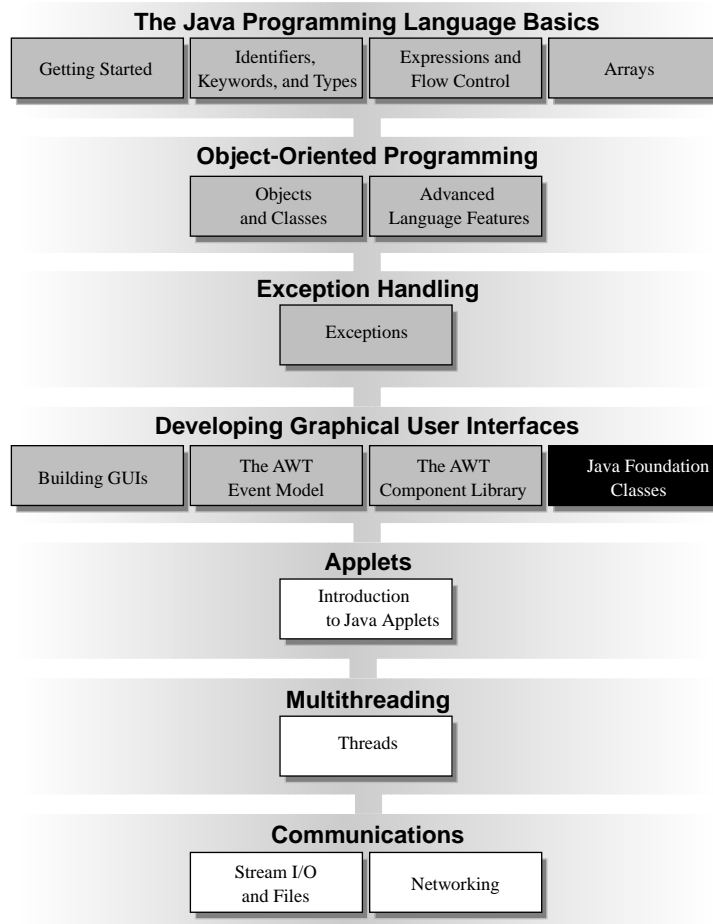 The Java Programming Language Basics
Getting Started
Identifiers,
Keywords, and Types
Expressions and
Flow Control
Arrays
Object-Oriented Programming
Objects
and Classes
Advanced
Language Features
Exception Handling
Exceptions
Developing Graphical User Interfaces
Building GUIs
The AWT
Event Model
The AWT
Component Library
Java Foundation
Classes
Applets
Introduction
to Java Applets
Multithreading
Threads
Communications
Stream I/O
and Files
Networking